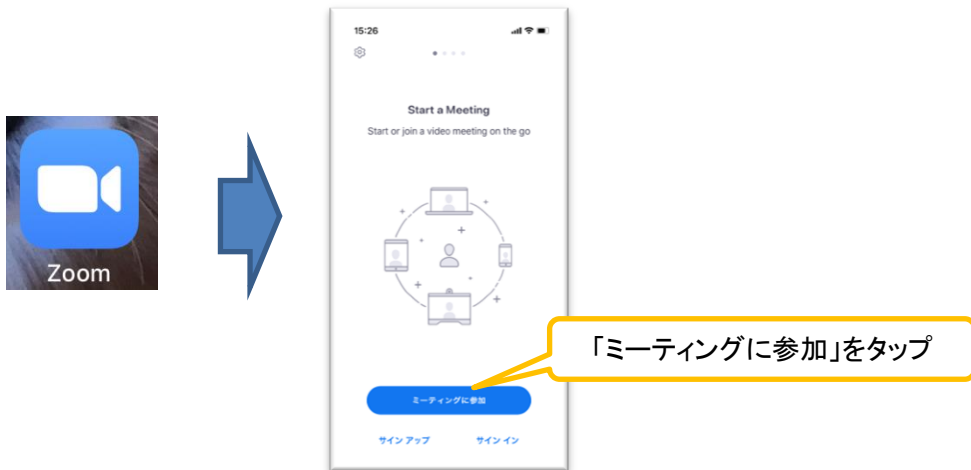 15:26
Start a Meeting
Start or join a video meeting on the go
Zoom
「ミーティングに参加」をタップ
ミーティングに参加
サイン アップ サイン イン